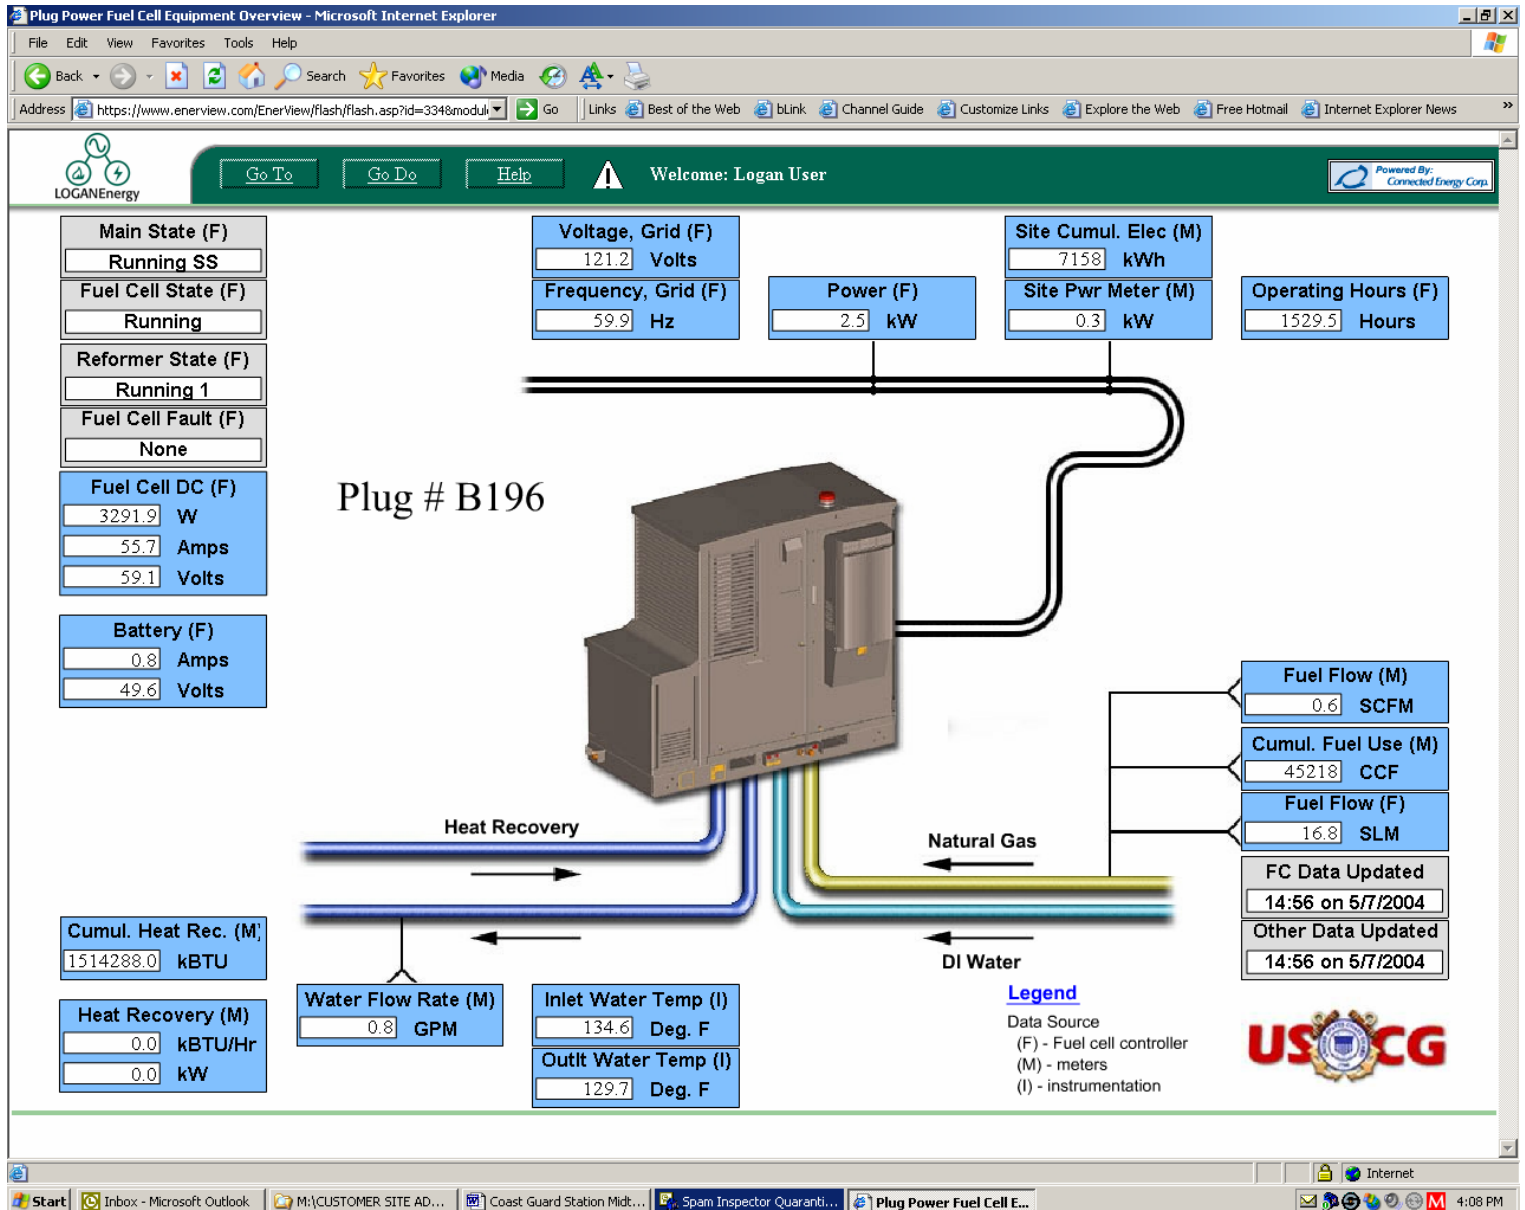 Plug Power Fuel Cell Equipment Overview - Microsoft Internet Explorer
File Edit View Favorites Tools Help
Back Search Favorites Media
Address https://www.enerview.com/EnerView/flash/flash.asp?id=334&modul Go Links Best of the Web bLink Channel Guide Customize Links Explore the Web Free Hotmail Internet Explorer News »
LOGANEnergy
Go To Go Do Help Welcome: Logan User
Powered By:
Connected Energy Corp.
Main State (F)
Running SS
Fuel Cell State (F)
Running
Reformer State (F)
Running 1
Fuel Cell Fault (F)
None
Fuel Cell DC (F)
3291.9 W
55.7 Amps
59.1 Volts
Battery (F)
0.8 Amps
49.6 Volts
Voltage, Grid (F)
121.2 Volts
Frequency, Grid (F)
59.9 Hz
Power (F)
2.5 kW
Site Cumul. Elec (M)
7158 kWh
Site Pwr Meter (M)
0.3 kW
Operating Hours (F)
1529.5 Hours
Plug # B196
Fuel Flow (M)
0.6 SCFM
Cumul. Fuel Use (M)
45218 CCF
Fuel Flow (F)
16.8 SLM
FC Data Updated
14:56 on 5/7/2004
Other Data Updated
14:56 on 5/7/2004
Heat Recovery
Natural Gas
DI Water
Cumul. Heat Rec. (M)
1514288.0 kBTU
Heat Recovery (M)
0.0 kBTU/Hr
0.0 kW
Water Flow Rate (M)
0.8 GPM
Inlet Water Temp (I)
134.6 Deg. F
Outlt Water Temp (I)
129.7 Deg. F
Legend
Data Source
(F) - Fuel cell controller
(M) - meters
(I) - instrumentation
USCG
Internet
Start Inbox - Microsoft Outlook M:\CUSTOMER SITE AD... Coast Guard Station Midt... Spam Inspector Quaranti... Plug Power Fuel Cell E... M 4:08 PM